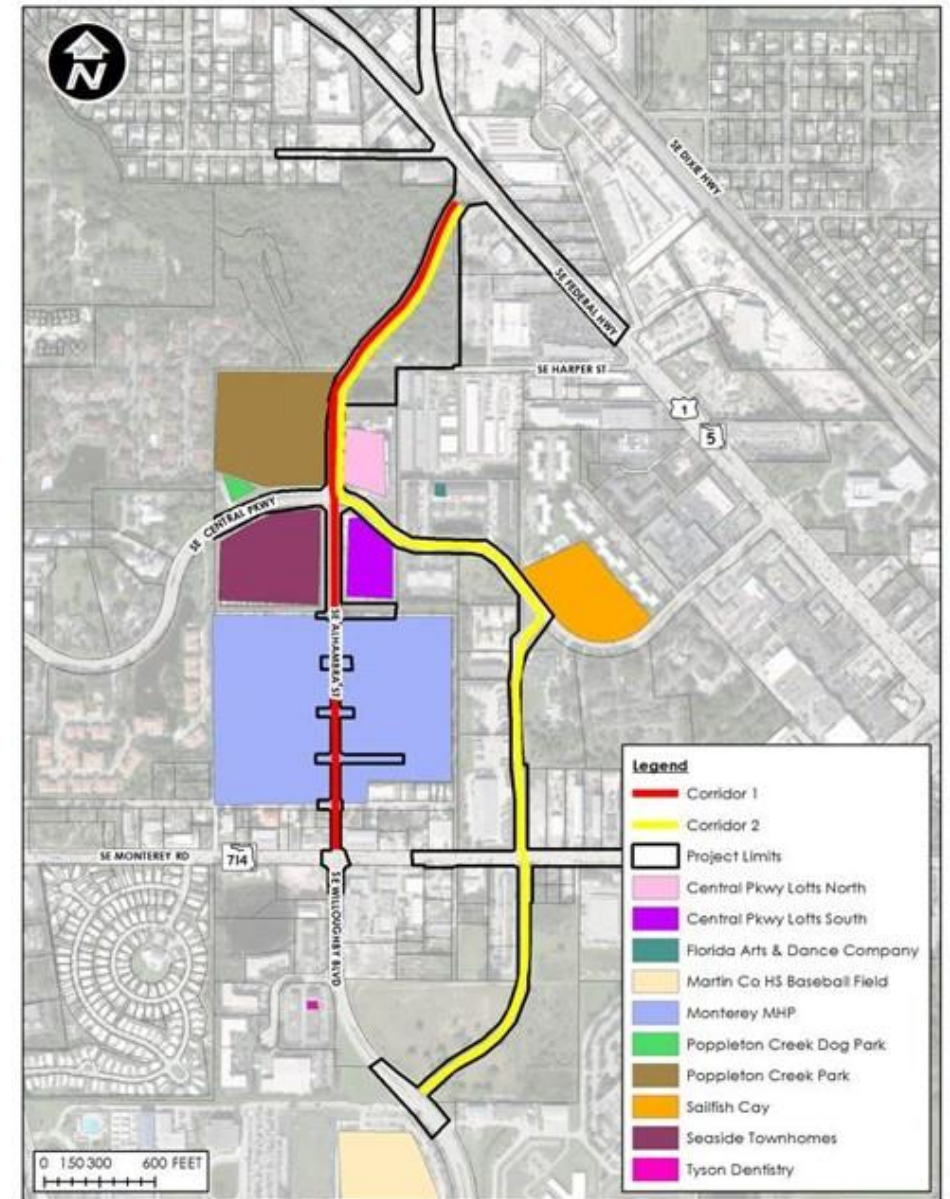 N
SE DIXIE HWY
SE FEDERAL HWY
SE HARPER ST
1
5
SE CENTRAL PKWY
SE ALHAMBRA ST
SE MONTEREY RD
714
SE WILLOUGHBY BLVD
Legend
Corridor 1
Corridor 2
Project Limits
Central Pkwy Lofts North
Central Pkwy Lofts South
Florida Arts & Dance Company
Martin Co HS Baseball Field
Monterey MHP
Poppleton Creek Dog Park
Poppleton Creek Park
Sailfish Cay
Seaside Townhomes
Tyson Dentistry
0 150 300 600 FEET